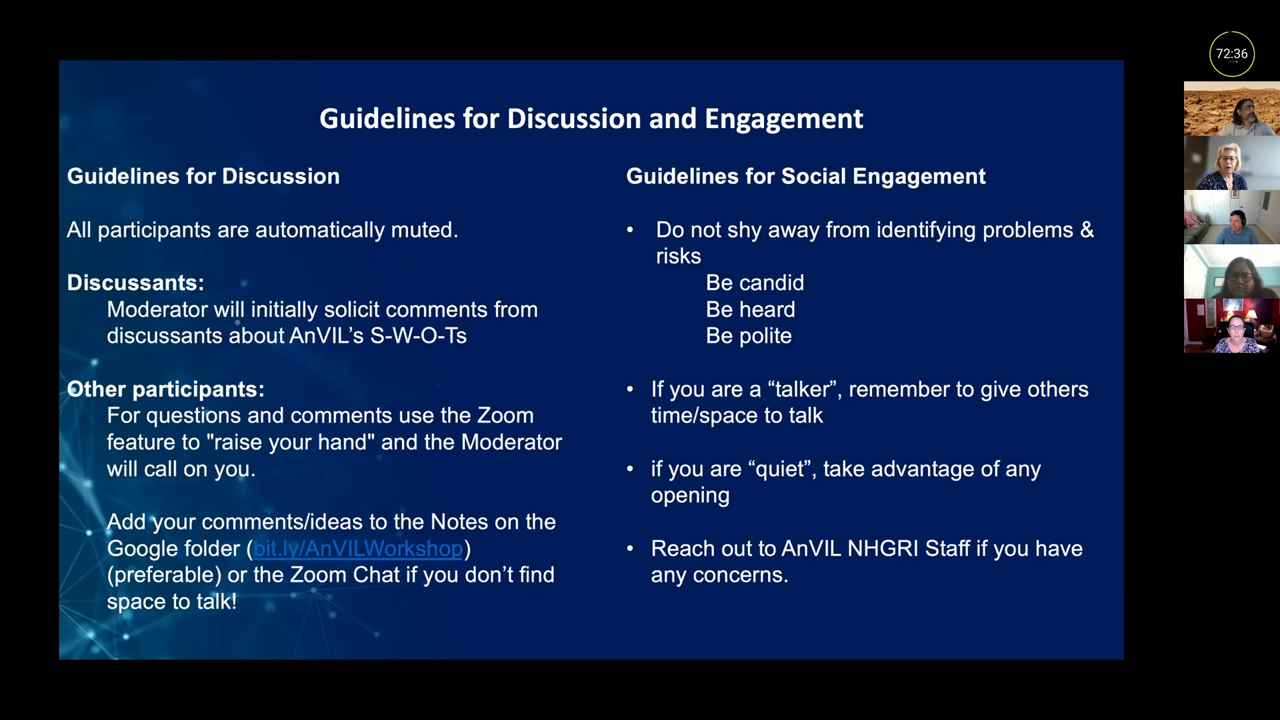 72:36
Guidelines for Discussion and Engagement
Guidelines for Discussion
All participants are automatically muted.
Discussants:
Moderator will initially solicit comments from
discussants about AnVIL’s S-W-O-Ts
Other participants:
For questions and comments use the Zoom
feature to "raise your hand" and the Moderator
will call on you.
Add your comments/ideas to the Notes on the
Google folder (bit.ly/AnVILWorkshop)
(preferable) or the Zoom Chat if you don’t find
space to talk!
Guidelines for Social Engagement
• Do not shy away from identifying problems &
risks
Be candid
Be heard
Be polite
• If you are a “talker”, remember to give others
time/space to talk
• if you are “quiet”, take advantage of any
opening
• Reach out to AnVIL NHGRI Staff if you have
any concerns.